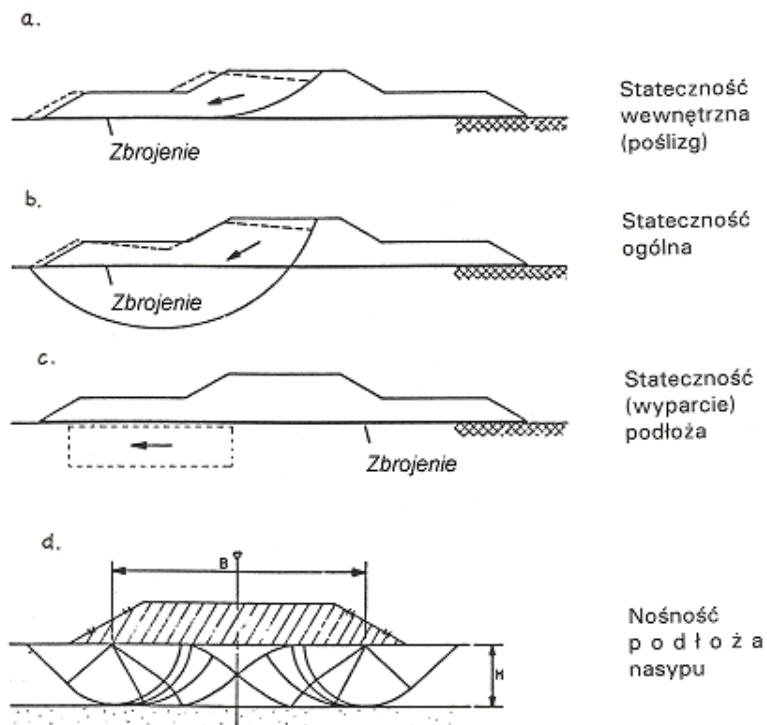 a.
Stateczność
wewnętrzna
(poślizg)
Zbrojenie
b.
Stateczność
ogólna
Zbrojenie
c.
Stateczność
(wyparcie)
podłoża
Zbrojenie
d.
B
H
Nośność
podłoża
nasypu